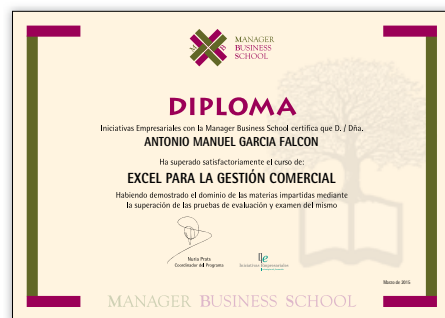 M B
MANAGER
BUSINESS
SCHOOL
DIPLOMA
Iniciativas Empresariales con la Manager Business School certifica que D. / Dña.
ANTONIO MANUEL GARCIA FALCON
Ha superado satisfactoriamente el curso de:
EXCEL PARA LA GESTIÓN COMERCIAL
Habiendo demostrado el dominio de las materias impartidas mediante
la superación de las pruebas de evaluación y examen del mismo
Nuria Prats
Coordinador del Programa
Iniciativas Empresariales
Marzo de 2015
MANAGER BUSINESS SCHOOL